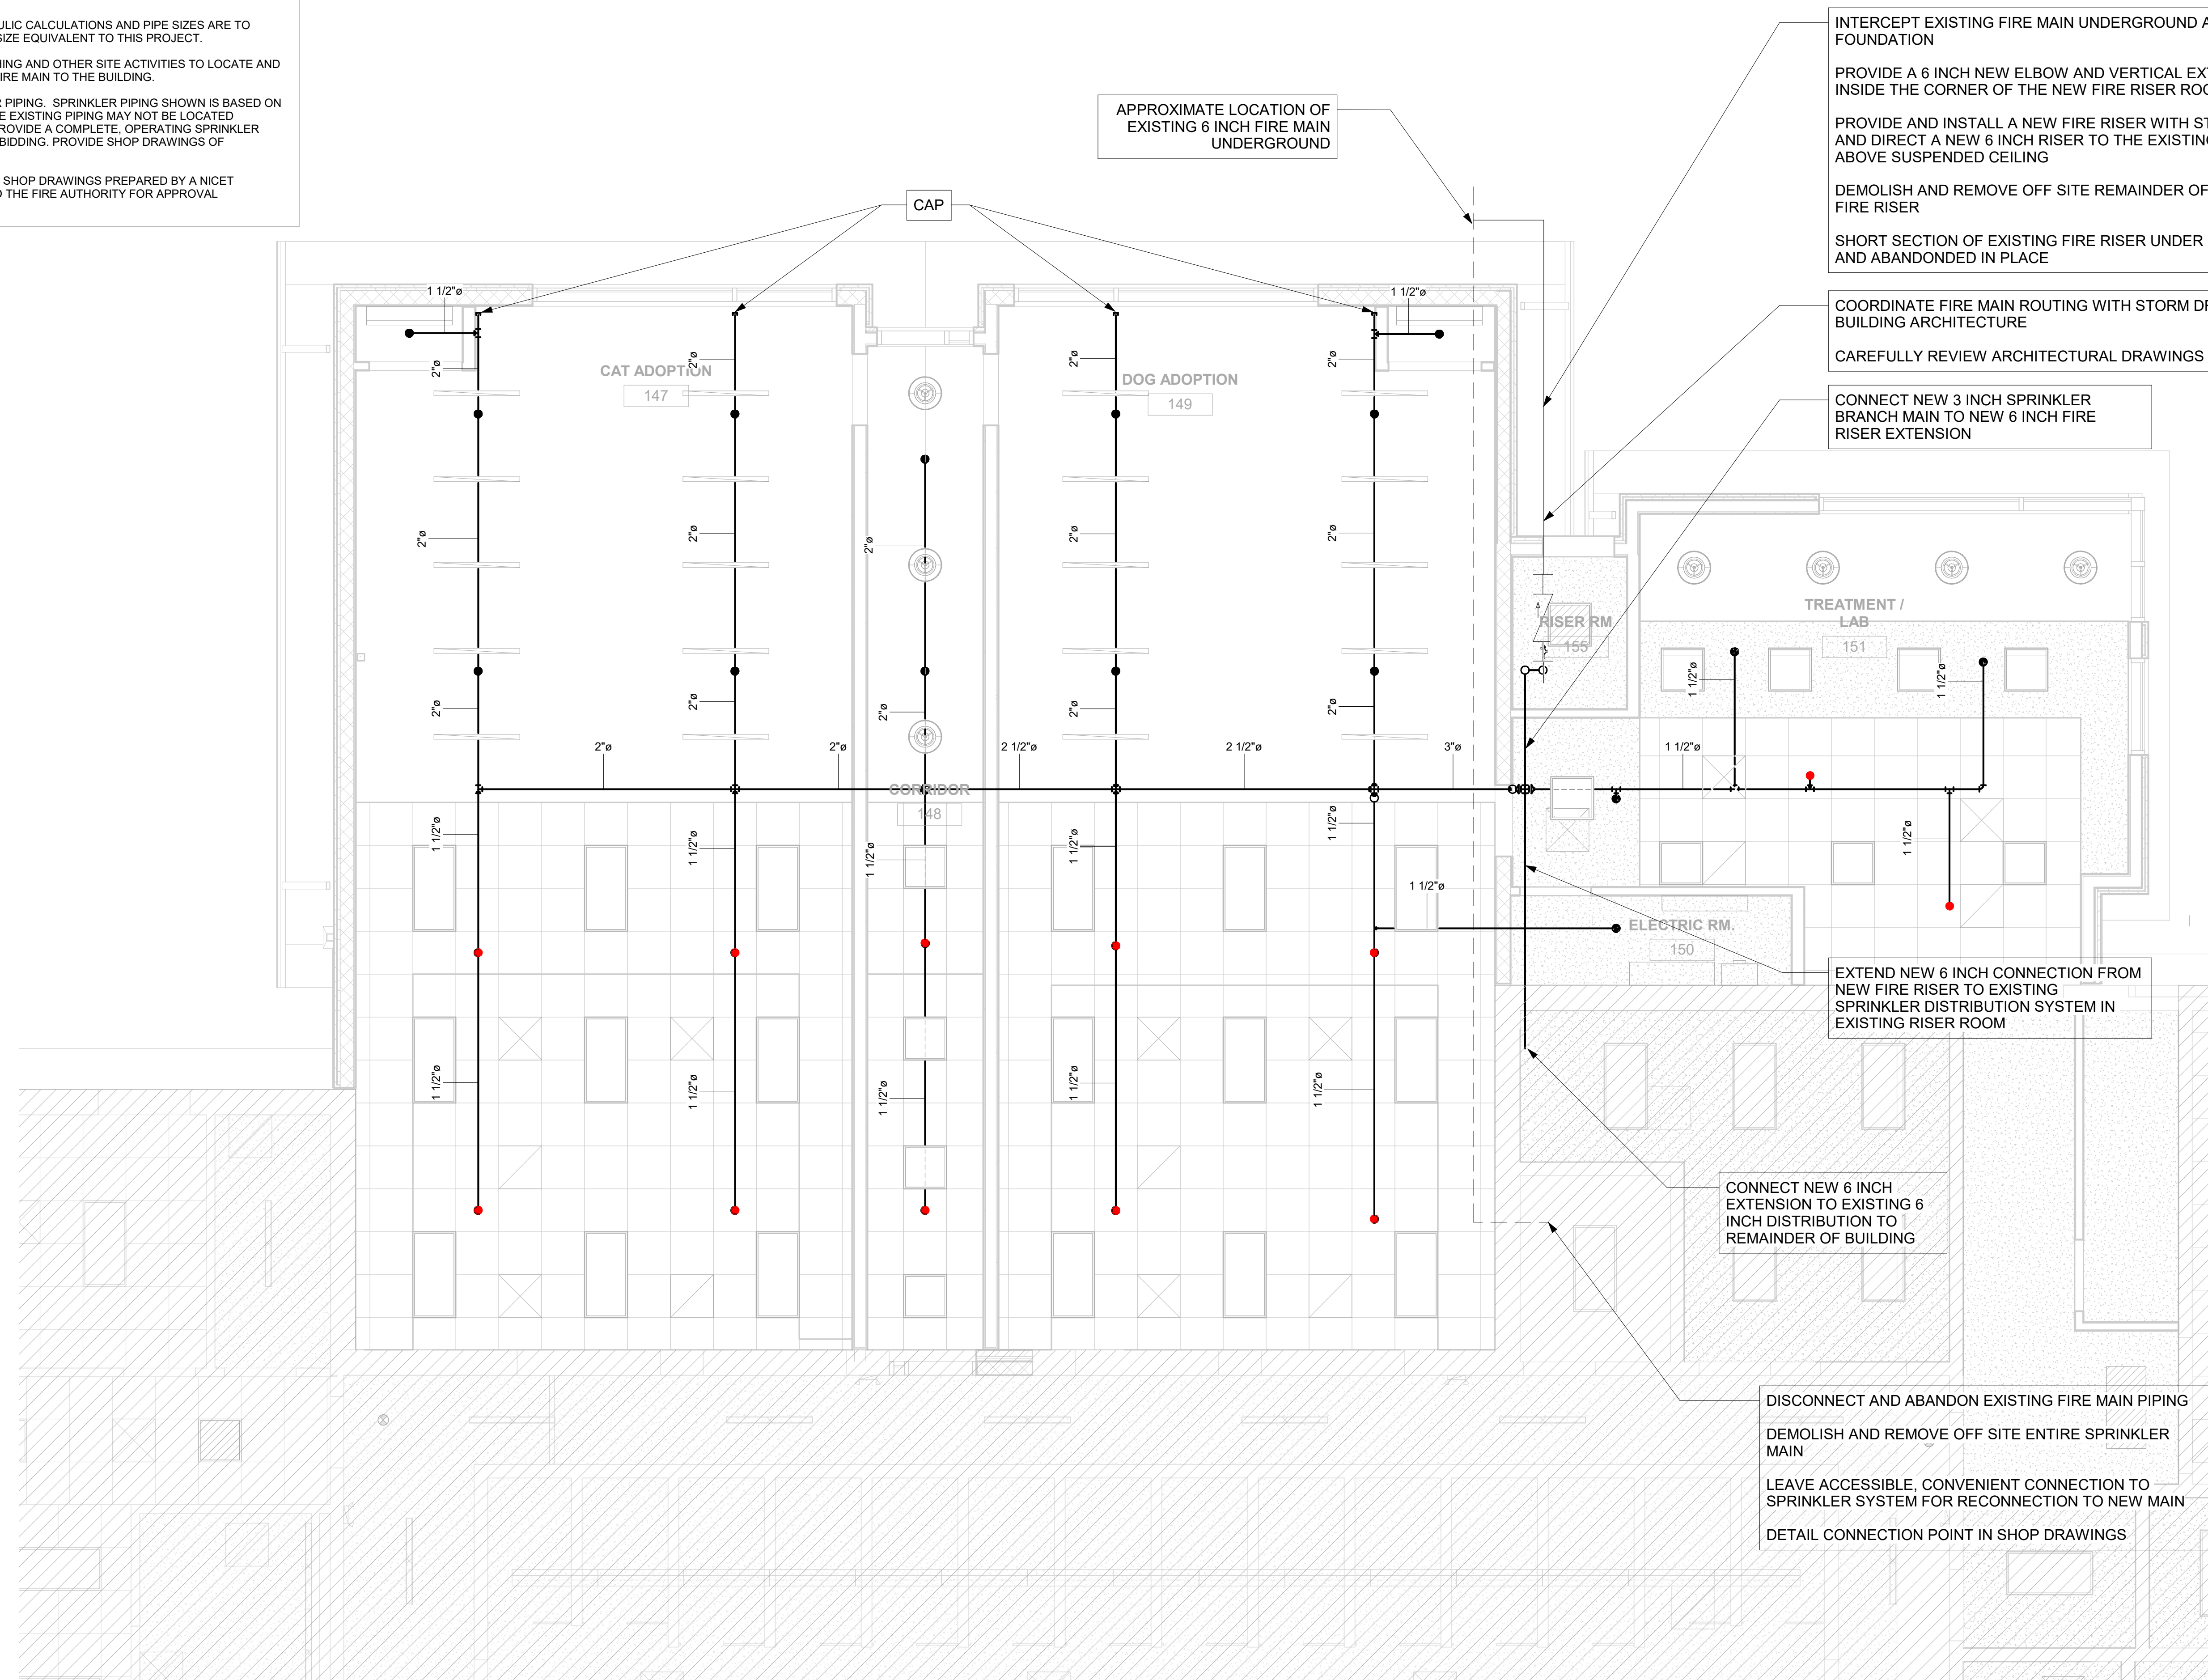 ULIC CALCULATIONS AND PIPE SIZES ARE TO
SIZE EQUIVALENT TO THIS PROJECT.
HING AND OTHER SITE ACTIVITIES TO LOCATE AND
FIRE MAIN TO THE BUILDING.
R PIPING. SPRINKLER PIPING SHOWN IS BASED ON
E EXISTING PIPING MAY NOT BE LOCATED
ROVIDE A COMPLETE, OPERATING SPRINKLER
BIDDING. PROVIDE SHOP DRAWINGS OF
SHOP DRAWINGS PREPARED BY A NICET
O THE FIRE AUTHORITY FOR APPROVAL
APPROXIMATE LOCATION OF
EXISTING 6 INCH FIRE MAIN
UNDERGROUND
CAP
INTERCEPT EXISTING FIRE MAIN UNDERGROUND A
FOUNDATION
PROVIDE A 6 INCH NEW ELBOW AND VERTICAL EXT
INSIDE THE CORNER OF THE NEW FIRE RISER ROO
PROVIDE AND INSTALL A NEW FIRE RISER WITH ST
AND DIRECT A NEW 6 INCH RISER TO THE EXISTING
ABOVE SUSPENDED CEILING
DEMOLISH AND REMOVE OFF SITE REMAINDER OF
FIRE RISER
SHORT SECTION OF EXISTING FIRE RISER UNDER
AND ABANDONDED IN PLACE
COORDINATE FIRE MAIN ROUTING WITH STORM DR
BUILDING ARCHITECTURE
CAREFULLY REVIEW ARCHITECTURAL DRAWINGS
CONNECT NEW 3 INCH SPRINKLER
BRANCH MAIN TO NEW 6 INCH FIRE
RISER EXTENSION
1 1/2"ø
1 1/2"ø
2"ø
2"ø
2"ø
2"ø
CAT ADOPTION
147
DOG ADOPTION
149
2"ø
2"ø
2"ø
2"ø
2"ø
RISER RM
155
TREATMENT /
LAB
151
2"ø
2"ø
2"ø
2"ø
2"ø
1 1/2"ø
1 1/2"ø
2"ø
2"ø
2 1/2"ø
2 1/2"ø
3"ø
1 1/2"ø
CORRIDOR
148
1 1/2"ø
1 1/2"ø
1 1/2"ø
1 1/2"ø
1 1/2"ø
1 1/2"ø
1 1/2"ø
ELECTRIC RM.
150
EXTEND NEW 6 INCH CONNECTION FROM
NEW FIRE RISER TO EXISTING
SPRINKLER DISTRIBUTION SYSTEM IN
EXISTING RISER ROOM
1 1/2"ø
1 1/2"ø
1 1/2"ø
1 1/2"ø
1 1/2"ø
CONNECT NEW 6 INCH
EXTENSION TO EXISTING 6
INCH DISTRIBUTION TO
REMAINDER OF BUILDING
DISCONNECT AND ABANDON EXISTING FIRE MAIN PIPING
DEMOLISH AND REMOVE OFF SITE ENTIRE SPRINKLER
MAIN
LEAVE ACCESSIBLE, CONVENIENT CONNECTION TO
SPRINKLER SYSTEM FOR RECONNECTION TO NEW MAIN
DETAIL CONNECTION POINT IN SHOP DRAWINGS